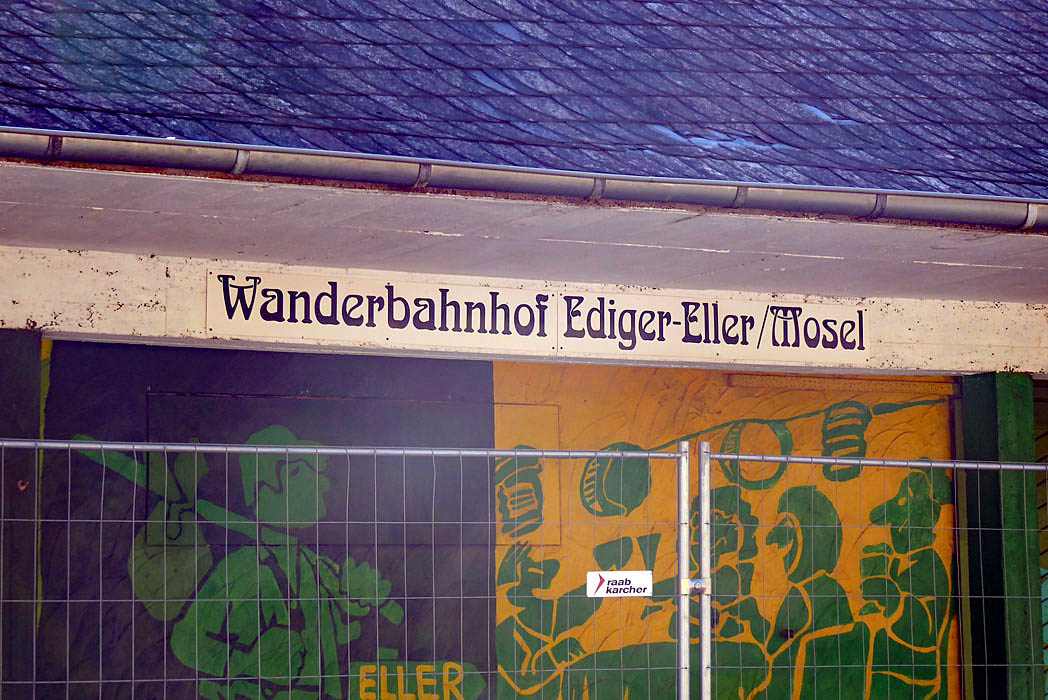 Wanderbahnhof Ediger-Eller/Mosel
raab
karcher
ELLER